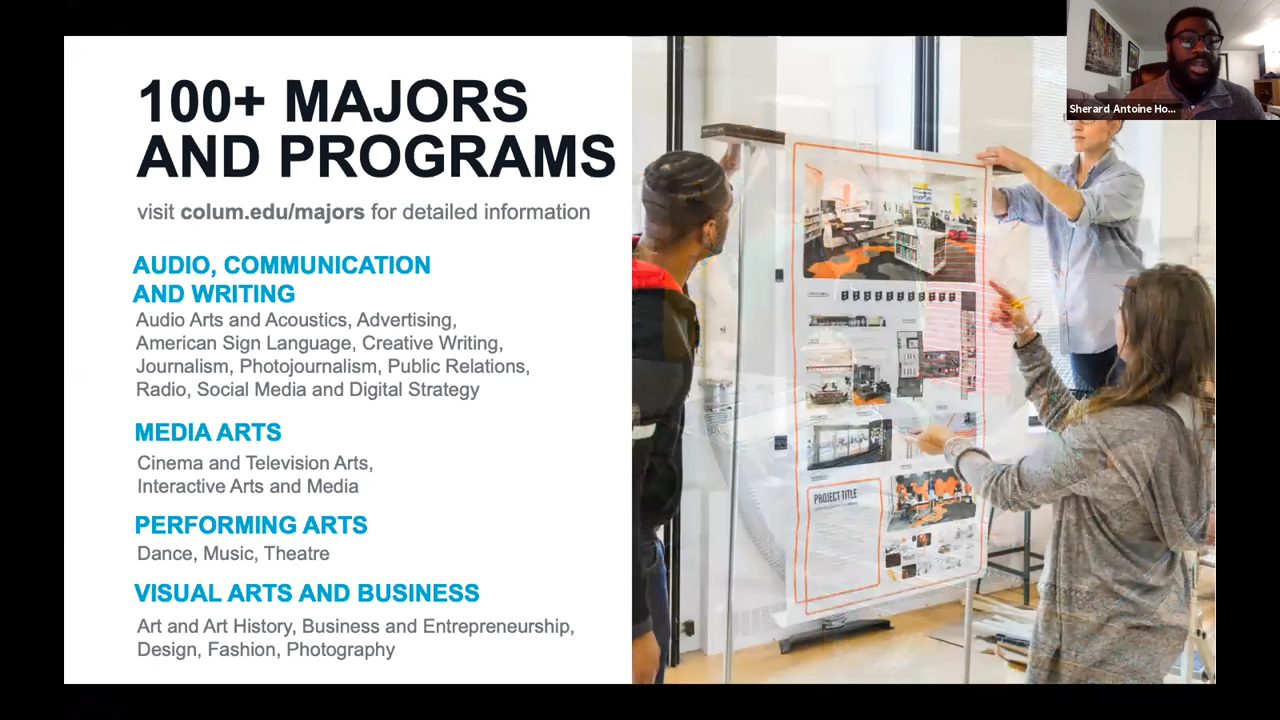 100+ MAJORS
AND PROGRAMS
visit colum.edu/majors for detailed information
AUDIO, COMMUNICATION
AND WRITING
Audio Arts and Acoustics, Advertising,
American Sign Language, Creative Writing,
Journalism, Photojournalism, Public Relations,
Radio, Social Media and Digital Strategy
MEDIA ARTS
Cinema and Television Arts,
Interactive Arts and Media
PERFORMING ARTS
Dance, Music, Theatre
VISUAL ARTS AND BUSINESS
Art and Art History, Business and Entrepreneurship,
Design, Fashion, Photography
Sherard Antoine Ho...
PROJECT TITLE